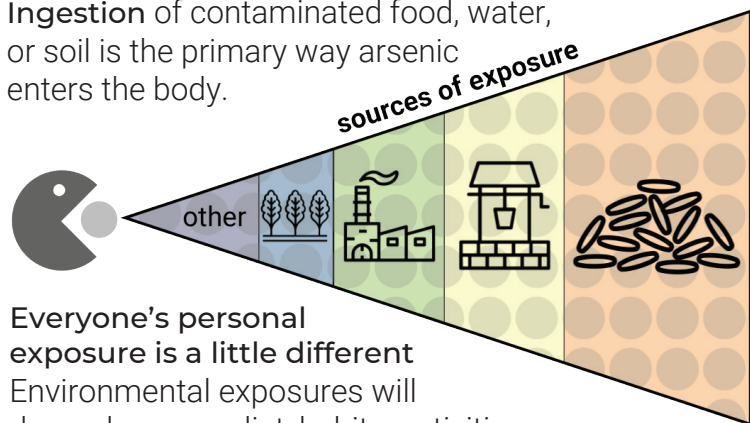 Ingestion of contaminated food, water,
or soil is the primary way arsenic
enters the body.
sources of exposure
other
Everyone’s personal
exposure is a little different
Environmental exposures will